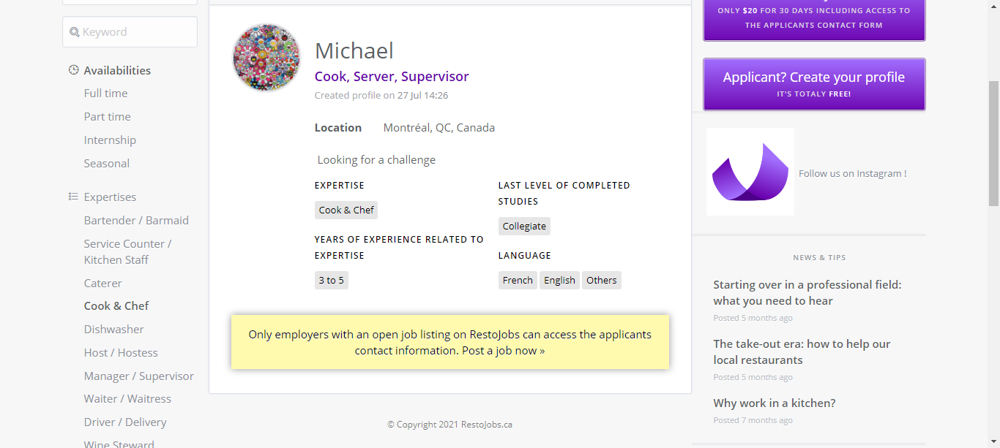 Keyword
Availabilities
Full time
Part time
Internship
Seasonal
Expertises
Bartender / Barmaid
Service Counter /
Kitchen Staff
Caterer
Cook & Chef
Dishwasher
Host / Hostess
Manager / Supervisor
Waiter / Waitress
Driver / Delivery
Wine Steward
Michael
Cook, Server, Supervisor
Created profile on 27 Jul 14:26
Location Montréal, QC, Canada
Looking for a challenge
EXPERTISE
Cook & Chef
YEARS OF EXPERIENCE RELATED TO
EXPERTISE
3 to 5
LAST LEVEL OF COMPLETED
STUDIES
Collegiate
LANGUAGE
French English Others
Only employers with an open job listing on RestoJobs can access the applicants
contact information. Post a job now »
© Copyright 2021 RestoJobs.ca
ONLY $20 FOR 30 DAYS INCLUDING ACCESS TO
THE APPLICANTS CONTACT FORM
Applicant? Create your profile
IT'S TOTALY FREE!
Follow us on Instagram !
NEWS & TIPS
Starting over in a professional field:
what you need to hear
Posted 5 months ago
The take-out era: how to help our
local restaurants
Posted 5 months ago
Why work in a kitchen?
Posted 7 months ago